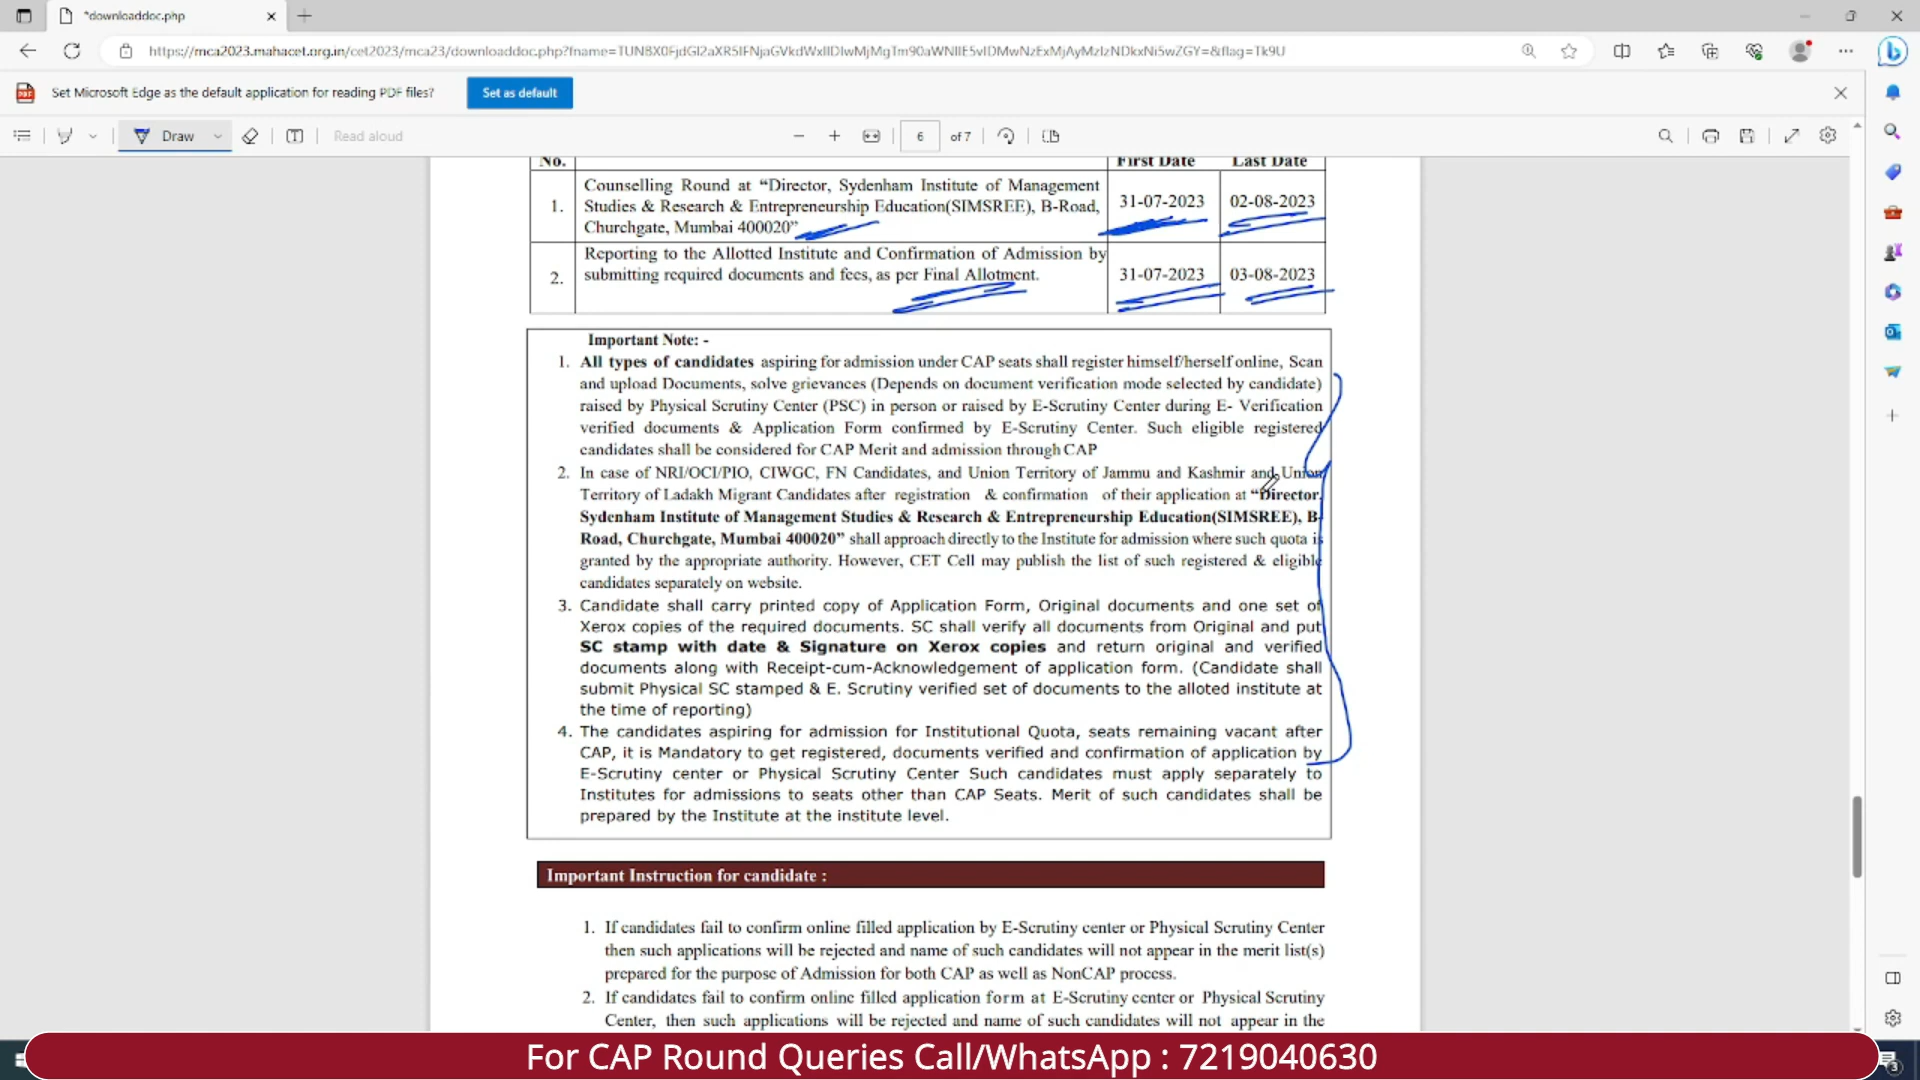 *downloaddoc.php
Set Microsoft Edge as the default application for reading PDF files?
Set as default
Draw
Read aloud
6
of 7
No.
First Date
Last Date
1.
Counselling Round at “Director, Sydenham Institute of Management
Studies & Research & Entrepreneurship Education(SIMSREE), B-Road,
Churchgate, Mumbai 400020”
31-07-2023
02-08-2023
2.
Reporting to the Allotted Institute and Confirmation of Admission by
submitting required documents and fees, as per Final Allotment.
31-07-2023
03-08-2023
Important Note: -
1. All types of candidates aspiring for admission under CAP seats shall register himself/herself online, Scan
and upload Documents, solve grievances (Depends on document verification mode selected by candidate)
raised by Physical Scrutiny Center (PSC) in person or raised by E-Scrutiny Center during E- Verification
verified documents & Application Form confirmed by E-Scrutiny Center. Such eligible registered
candidates shall be considered for CAP Merit and admission through CAP
2. In case of NRI/OCI/PIO, CIWGC, FN Candidates, and Union Territory of Jammu and Kashmir and Union
Territory of Ladakh Migrant Candidates after registration & confirmation of their application at “Director,
Sydenham Institute of Management Studies & Research & Entrepreneurship Education(SIMSREE), B-
Road, Churchgate, Mumbai 400020” shall approach directly to the Institute for admission where such quota is
granted by the appropriate authority. However, CET Cell may publish the list of such registered & eligible
candidates separately on website.
3. Candidate shall carry printed copy of Application Form, Original documents and one set of
Xerox copies of the required documents. SC shall verify all documents from Original and put
SC stamp with date & Signature on Xerox copies and return original and verified
documents along with Receipt-cum-Acknowledgement of application form. (Candidate shall
submit Physical SC stamped & E. Scrutiny verified set of documents to the alloted institute at
the time of reporting)
4. The candidates aspiring for admission for Institutional Quota, seats remaining vacant after
CAP, it is Mandatory to get registered, documents verified and confirmation of application by
E-Scrutiny center or Physical Scrutiny Center Such candidates must apply separately to
Institutes for admissions to seats other than CAP Seats. Merit of such candidates shall be
prepared by the Institute at the institute level.
Important Instruction for candidate :
1. If candidates fail to confirm online filled application by E-Scrutiny center or Physical Scrutiny Center
then such applications will be rejected and name of such candidates will not appear in the merit list(s)
prepared for the purpose of Admission for both CAP as well as NonCAP process.
2. If candidates fail to confirm online filled application form at E-Scrutiny center or Physical Scrutiny
Center, then such applications will be rejected and name of such candidates will not appear in the
For CAP Round Queries Call/WhatsApp : 7219040630